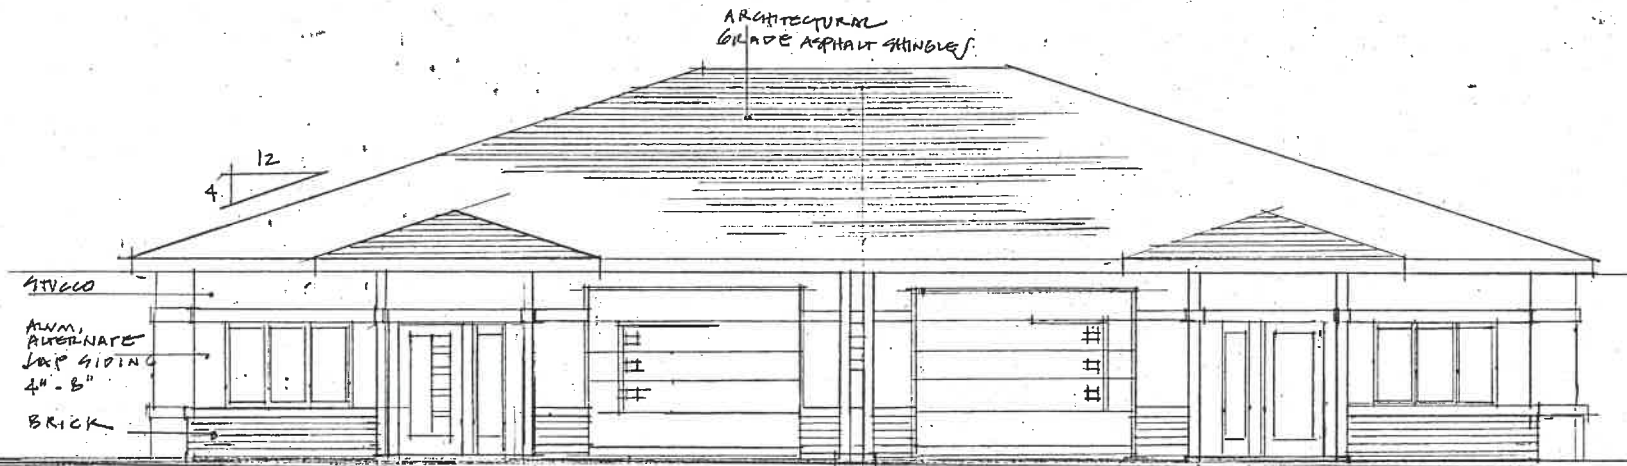 ARCHITECTURAL
GRADE ASPHALT SHINGLES
12
4
STUCCO
ALUM,
ALTERNATE
LAP SIDING
4" - 8"
BRICK